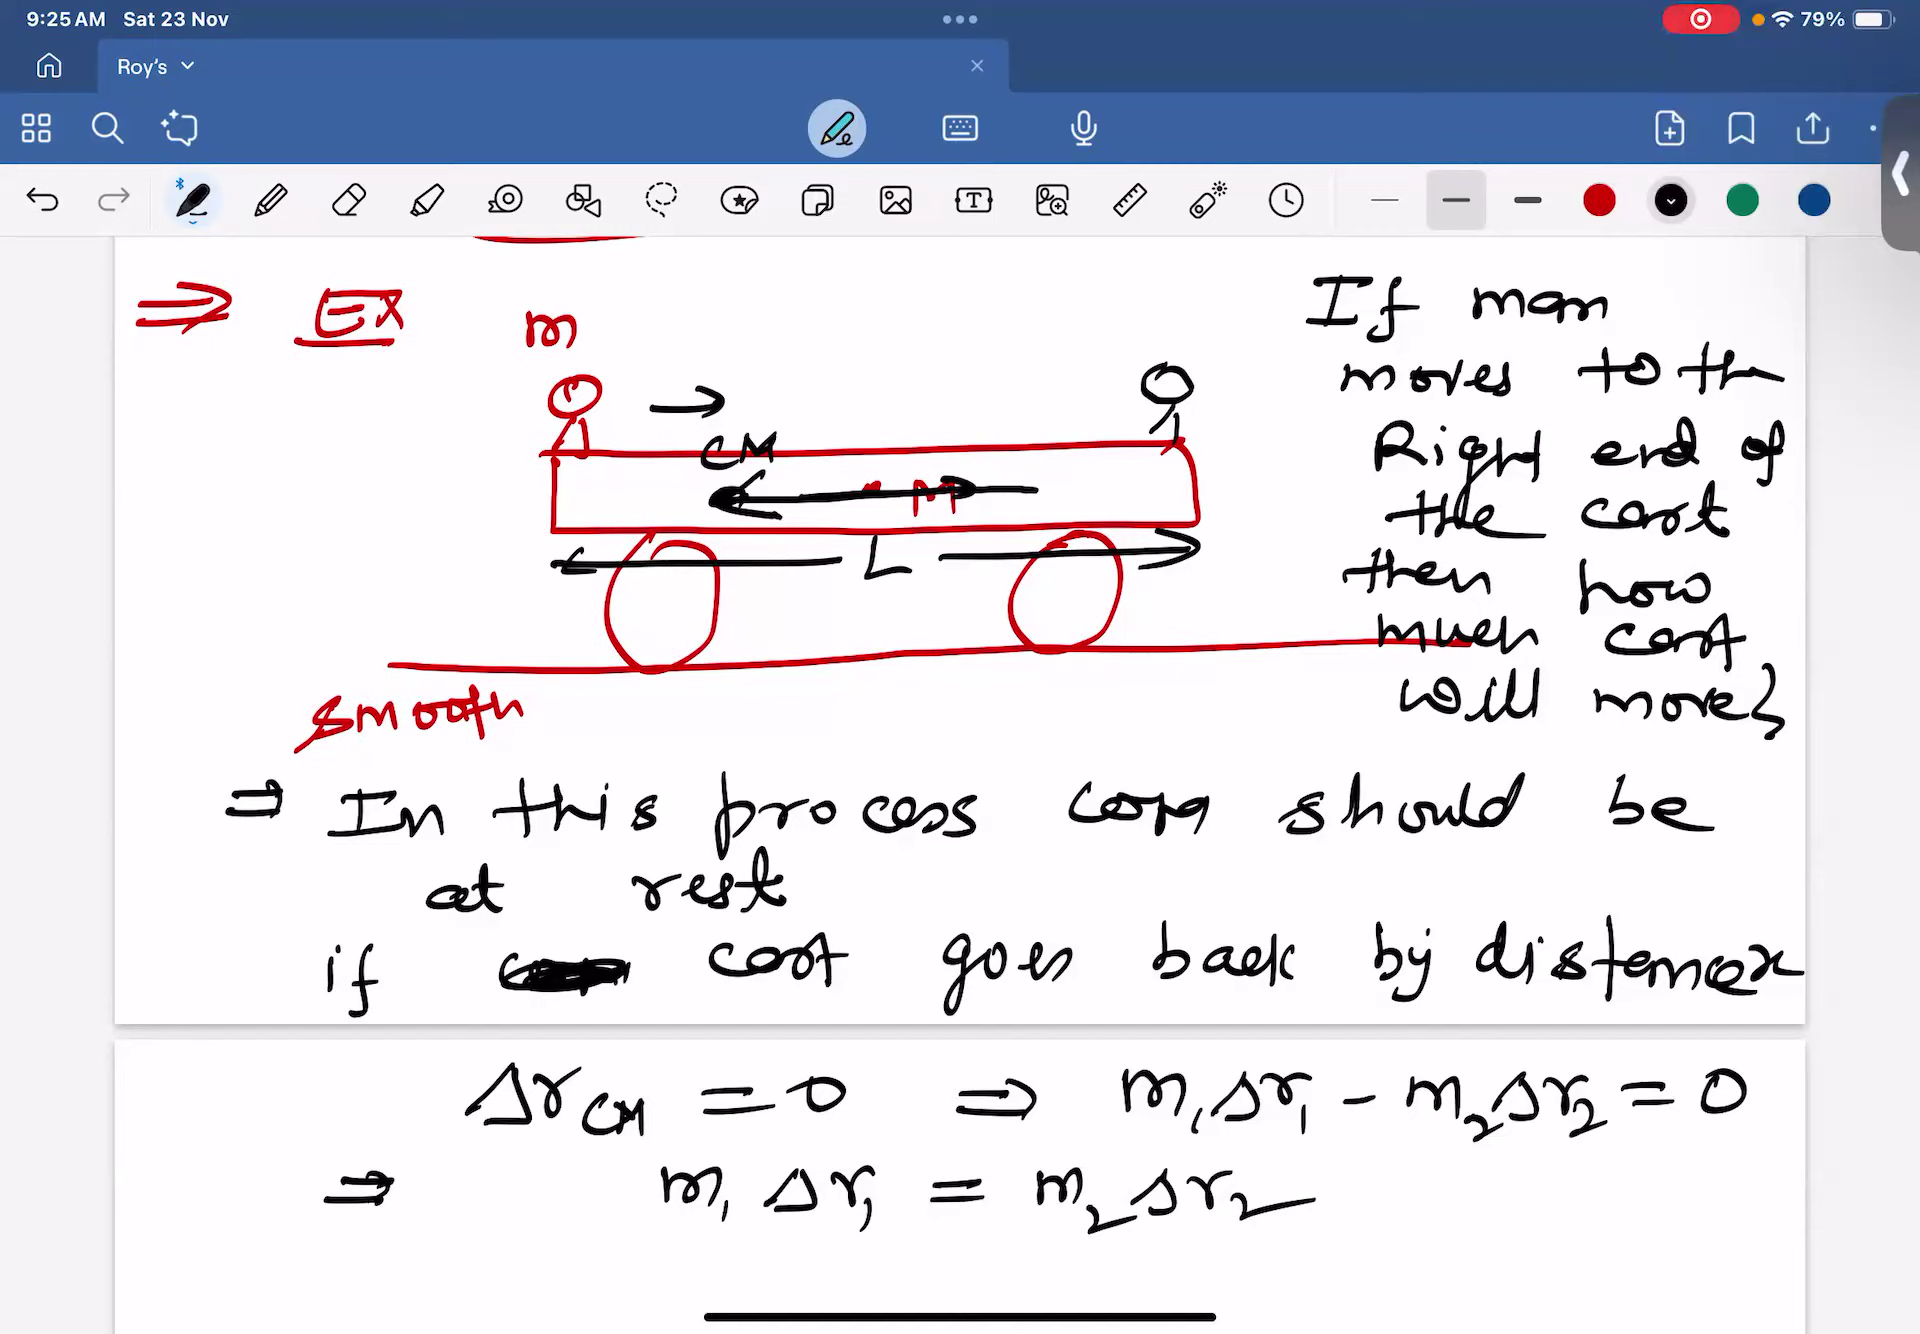 9:25 AM Sat 23 Nov
79%
Roy's
⇒ EX
m
If man
moves to the
Right end of
the cart
then how
much cart
will move?
CM
M
L
smooth
⇒ In this process com should be
at rest
if cart goes back by distance x
Δr_CM = 0 ⇒ m₁Δr₁ - m₂Δr₂ = 0
⇒ m₁Δr₁ = m₂Δr₂